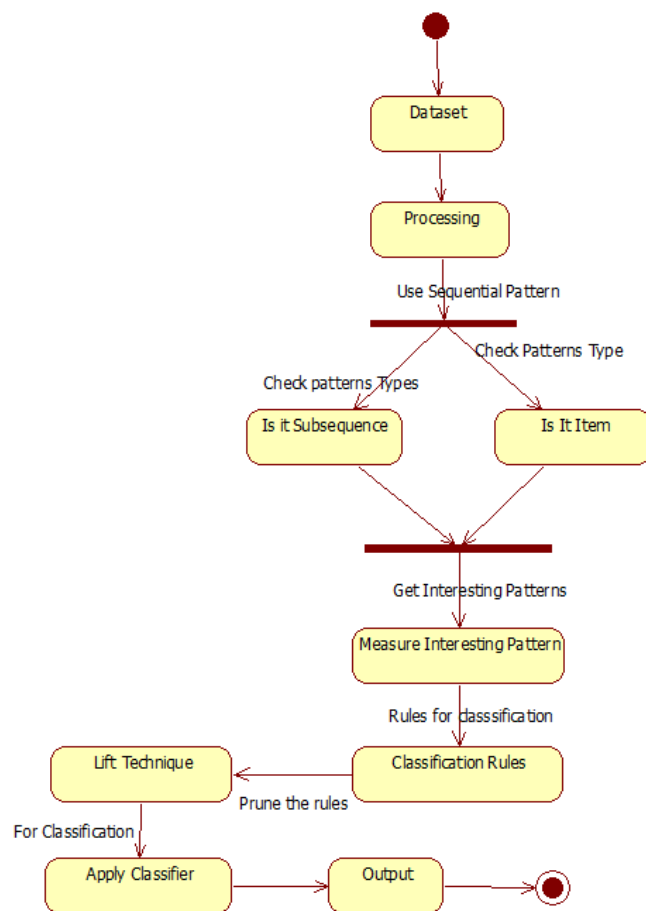 Dataset
Processing
Use Sequential Pattern
Check Patterns Type
Check patterns Types
Is it Subsequence
Is It Item
Get Interesting Patterns
Measure Interesting Pattern
Rules for classsification
Lift Technique
Classification Rules
Prune the rules
For Classification
Apply Classifier
Output